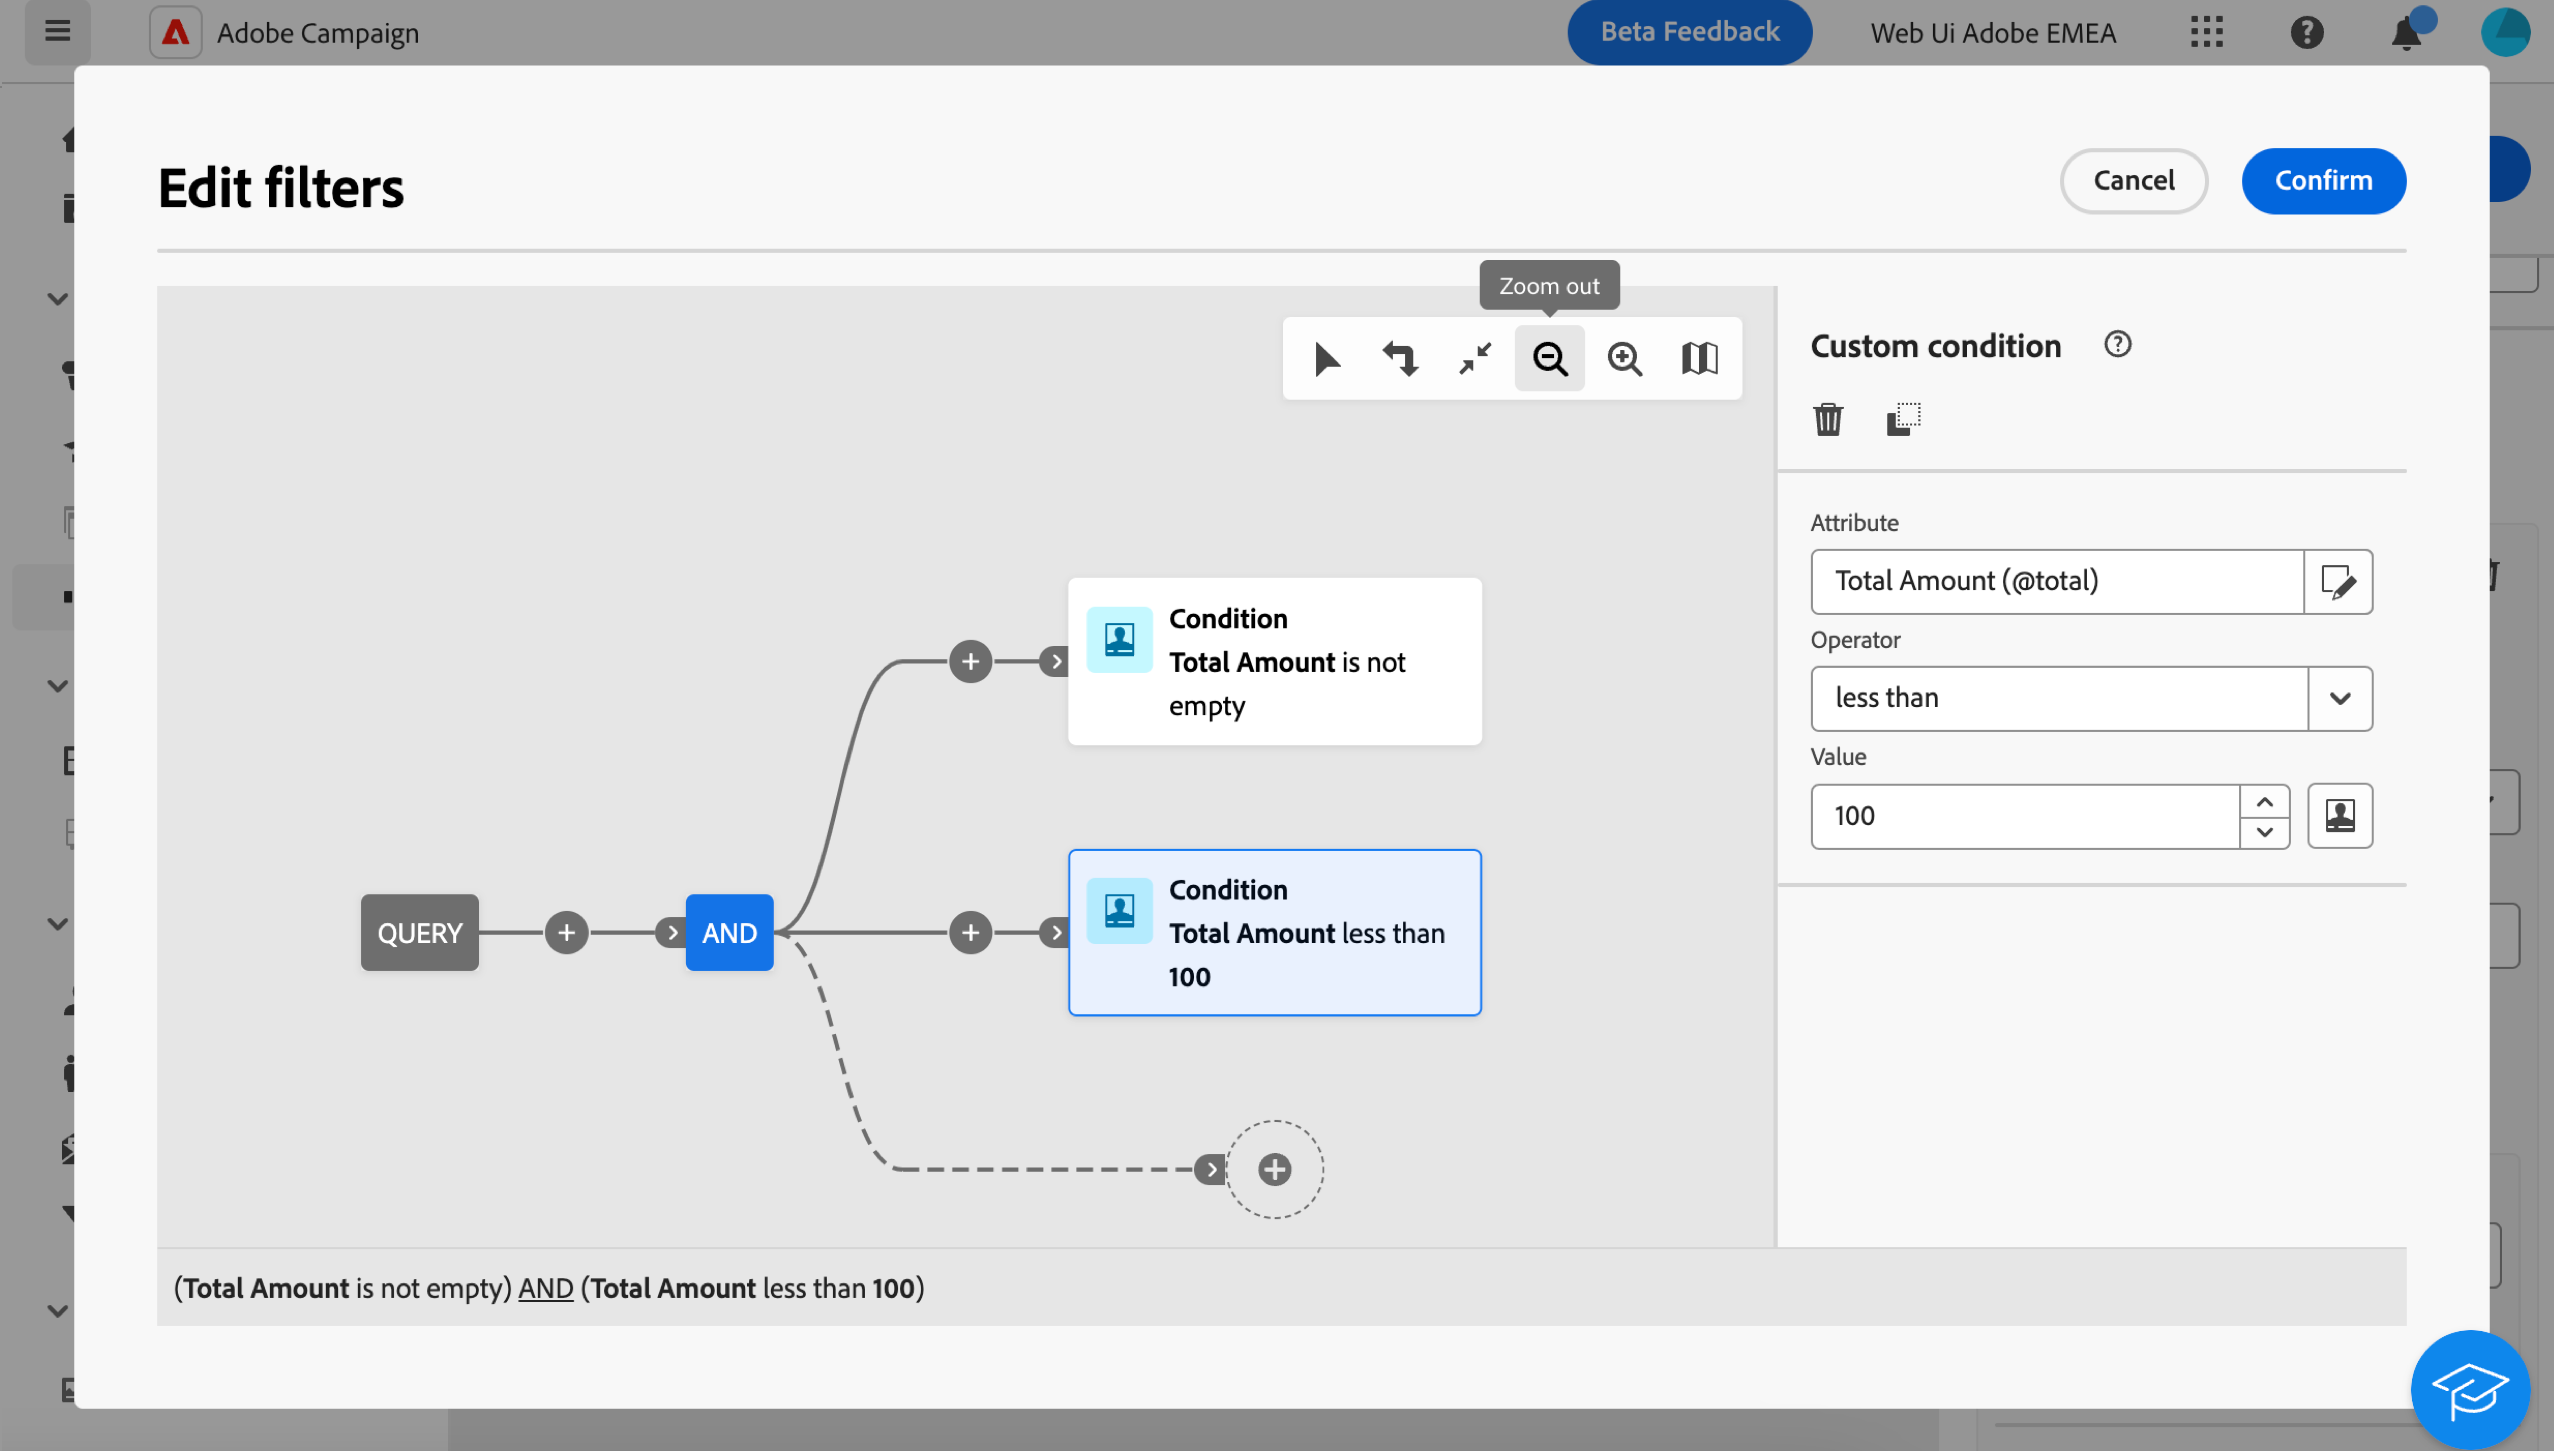 Adobe Campaign
Beta Feedback
Web Ui Adobe EMEA
Edit filters
Cancel
Confirm
Zoom out
Custom condition
Attribute
Total Amount (@total)
Operator
less than
Value
100
Condition
Total Amount is not
empty
QUERY
AND
Condition
Total Amount less than
100
(Total Amount is not empty) AND (Total Amount less than 100)